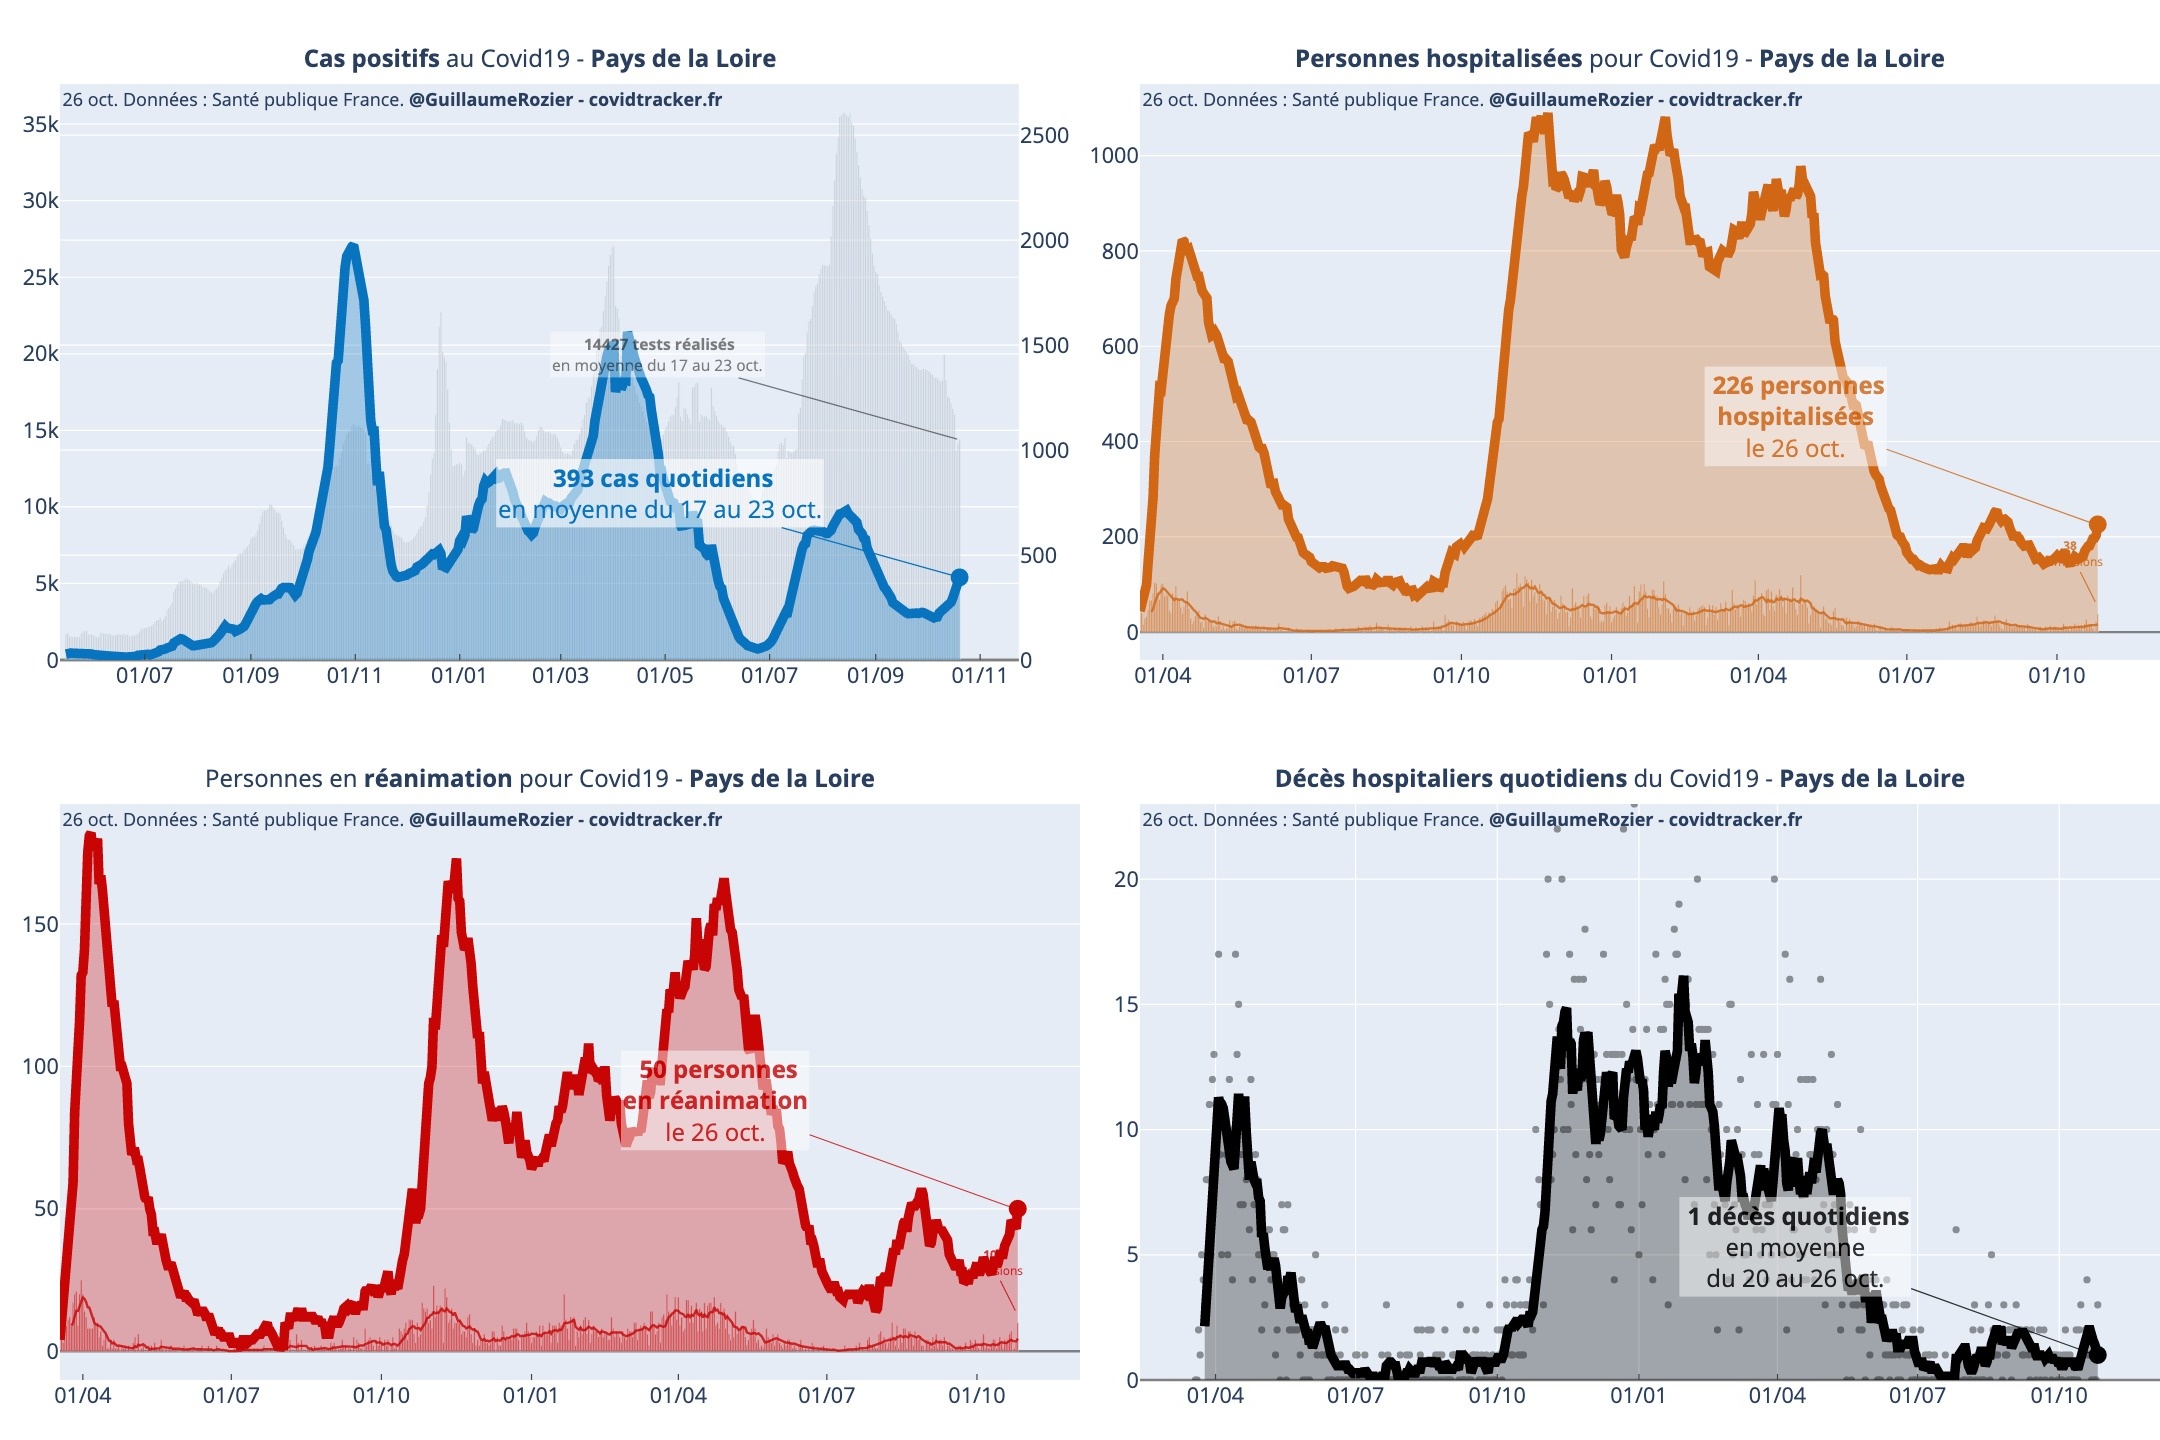 Cas positifs au Covid19 - Pays de la Loire
26 oct. Données : Santé publique France. @GuillaumeRozier - covidtracker.fr
35k
30k
25k
20k
15k
10k
5k
0
2500
2000
1500
1000
500
0
14427 tests réalisés
en moyenne du 17 au 23 oct.
393 cas quotidiens
en moyenne du 17 au 23 oct.
01/07 01/09 01/11 01/01 01/03 01/05 01/07 01/09 01/11
Personnes hospitalisées pour Covid19 - Pays de la Loire
26 oct. Données : Santé publique France. @GuillaumeRozier - covidtracker.fr
1000
800
600
400
200
0
226 personnes
hospitalisées
le 26 oct.
38
01/04 01/07 01/10 01/01 01/04 01/07 01/10
Personnes en réanimation pour Covid19 - Pays de la Loire
26 oct. Données : Santé publique France. @GuillaumeRozier - covidtracker.fr
150
100
50
0
50 personnes
en réanimation
le 26 oct.
01/04 01/07 01/10 01/01 01/04 01/07 01/10
Décès hospitaliers quotidiens du Covid19 - Pays de la Loire
26 oct. Données : Santé publique France. @GuillaumeRozier - covidtracker.fr
20
15
10
5
0
1 décès quotidiens
en moyenne
du 20 au 26 oct.
01/04 01/07 01/10 01/01 01/04 01/07 01/10